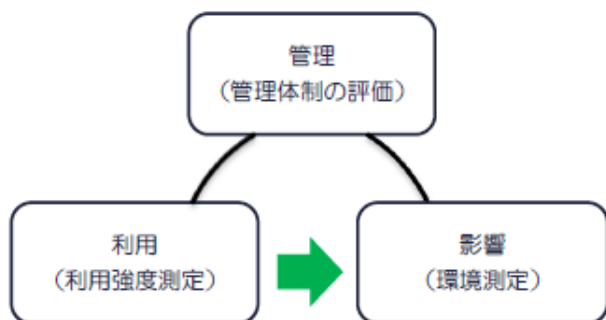 管理
（管理体制の評価）
利用
（利用強度測定）
影響
（環境測定）